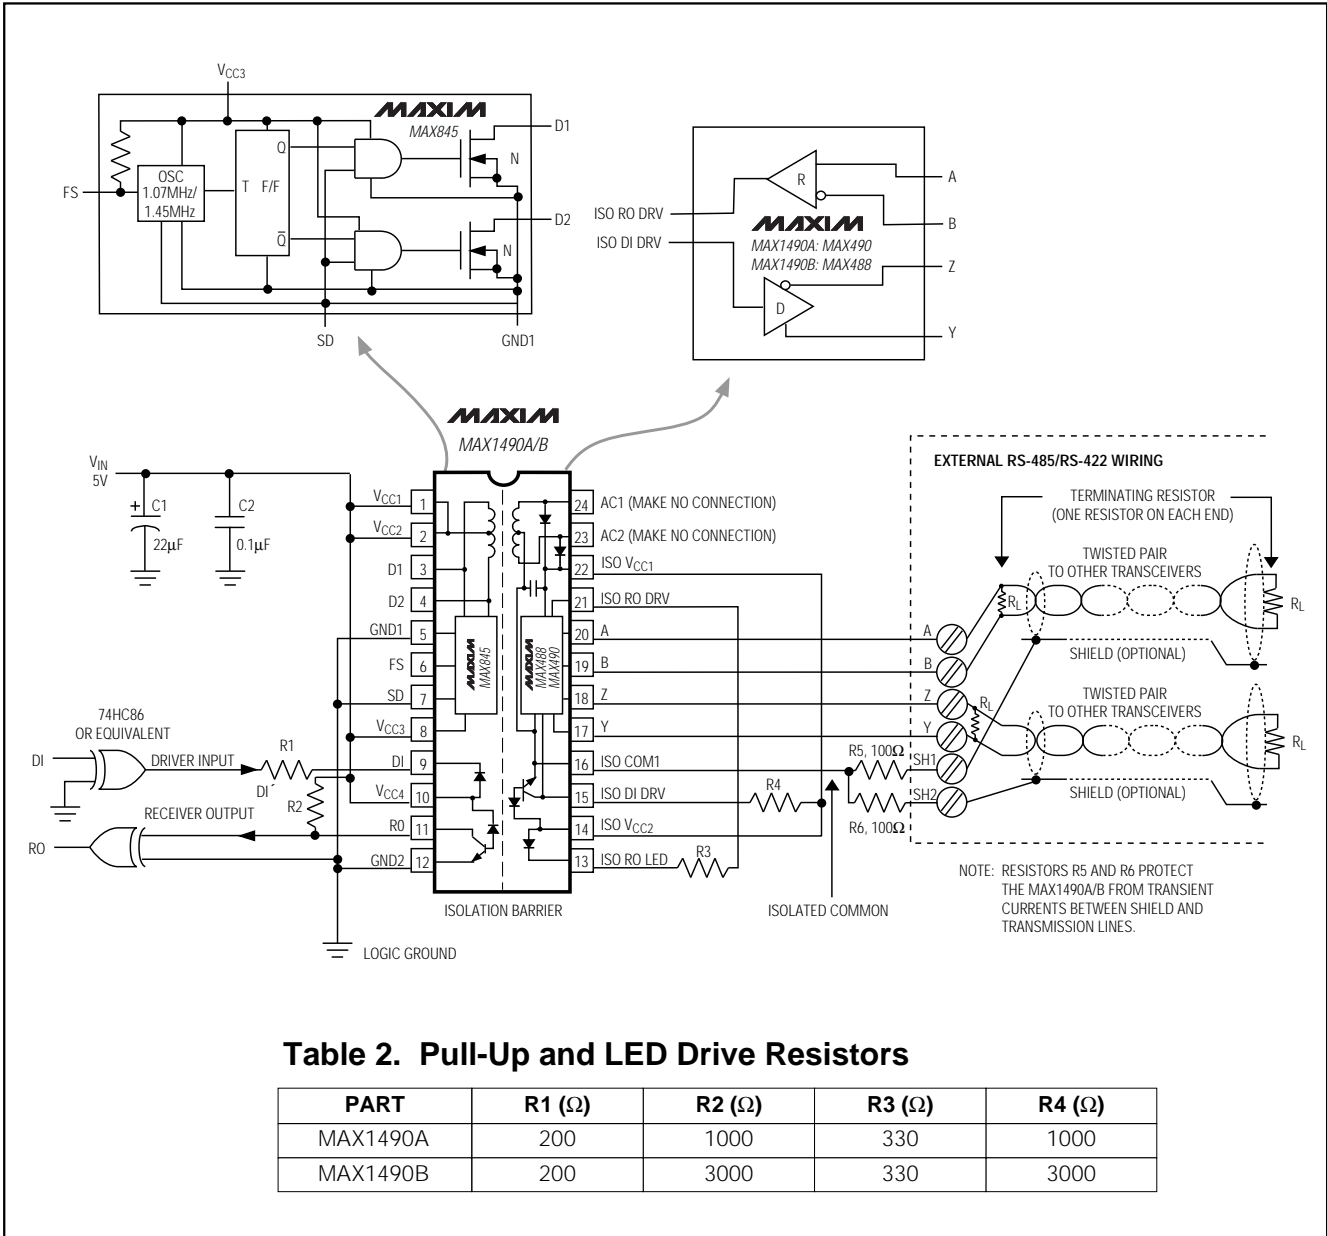 VCC3
MAXIM
MAX845
D1
Q
N
OSC
1.07MHz/
1.45MHz
T F/F
FS
D2
Q̅
N
SD
GND1
A
R
ISO RO DRV
B
MAXIM
ISO DI DRV
MAX1490A: MAX490
MAX1490B: MAX488
Z
D
Y
MAXIM
MAX1490A/B
VIN
5V
+ C1
22μF
C2
0.1μF
VCC1
1
VCC2
2
D1
3
D2
4
GND1
5
FS
6
SD
7
VCC3
8
DI
9
VCC4
10
R0
11
GND2
12
MAXIM
MAX845
MAXIM
MAX488
MAX490
24
AC1 (MAKE NO CONNECTION)
23
AC2 (MAKE NO CONNECTION)
22
ISO VCC1
21
ISO RO DRV
20
A
19
B
18
Z
17
Y
16
ISO COM1
15
ISO DI DRV
14
ISO VCC2
13
ISO RO LED
74HC86
OR EQUIVALENT
DI
DRIVER INPUT
R1
DI´
R2
RECEIVER OUTPUT
RO
ISOLATION BARRIER
LOGIC GROUND
R3
R4
R5, 100Ω
R6, 100Ω
ISOLATED COMMON
EXTERNAL RS-485/RS-422 WIRING
TERMINATING RESISTOR
(ONE RESISTOR ON EACH END)
TWISTED PAIR
TO OTHER TRANSCEIVERS
RL
RL
A
B
SHIELD (OPTIONAL)
Z
RL
TWISTED PAIR
TO OTHER TRANSCEIVERS
Y
RL
SH1
SH2
SHIELD (OPTIONAL)
NOTE: RESISTORS R5 AND R6 PROTECT
THE MAX1490A/B FROM TRANSIENT
CURRENTS BETWEEN SHIELD AND
TRANSMISSION LINES.
Table 2. Pull-Up and LED Drive Resistors
PART R1 (Ω) R2 (Ω) R3 (Ω) R4 (Ω)
MAX1490A 200 1000 330 1000
MAX1490B 200 3000 330 3000